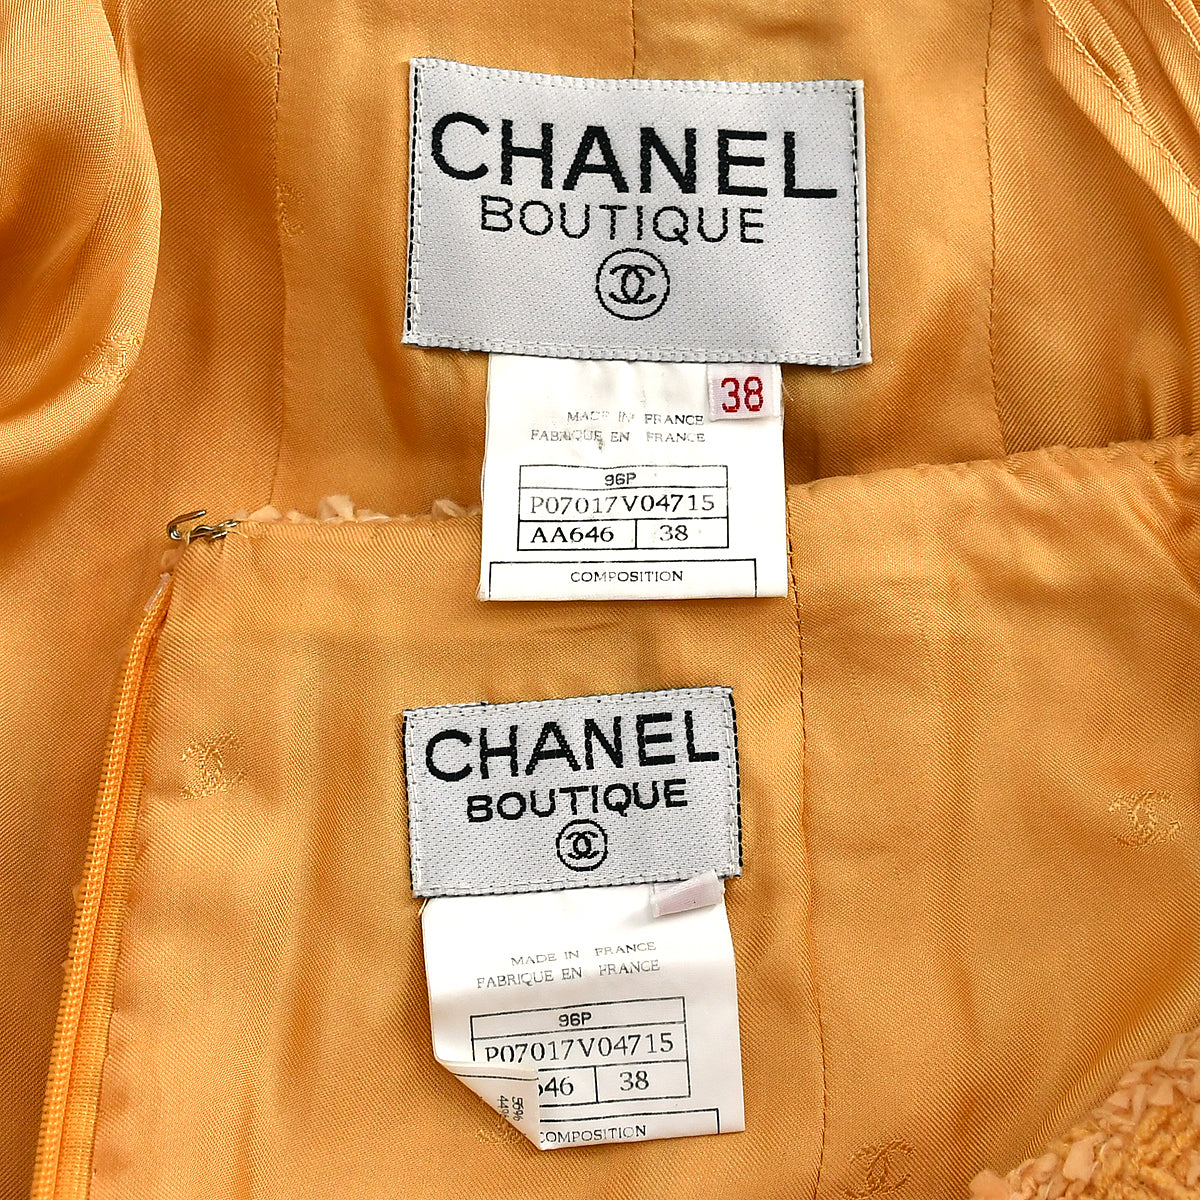 CHANEL
BOUTIQUE
38
MADE IN FRANCE
FABRIQUE EN FRANCE
96P
P07017V04715
AA646 38
COMPOSITION
CHANEL
BOUTIQUE
MADE IN FRANCE
FABRIQUE EN FRANCE
96P
P07017V04715
646 38
COMPOSITION